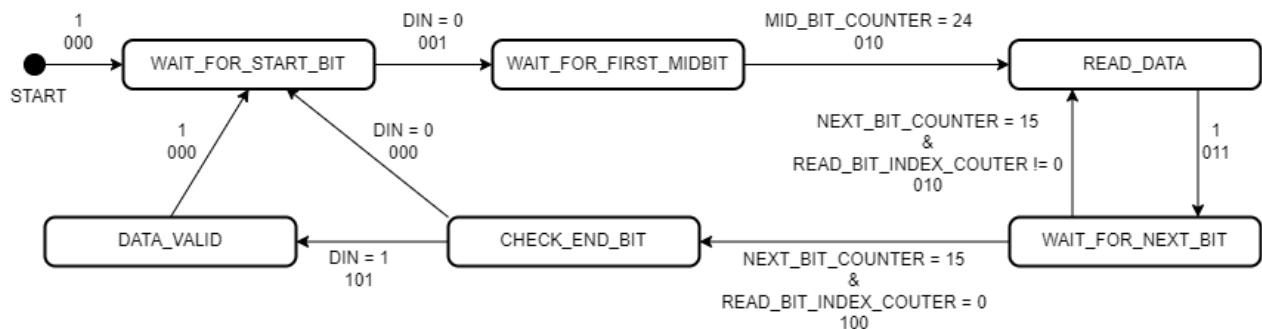 1
000
START
WAIT_FOR_START_BIT
DIN = 0
001
WAIT_FOR_FIRST_MIDBIT
MID_BIT_COUNTER = 24
010
READ_DATA
1
000
DIN = 0
000
NEXT_BIT_COUNTER = 15
&
READ_BIT_INDEX_COUTER != 0
010
1
011
DATA_VALID
DIN = 1
101
CHECK_END_BIT
NEXT_BIT_COUNTER = 15
&
READ_BIT_INDEX_COUTER = 0
100
WAIT_FOR_NEXT_BIT